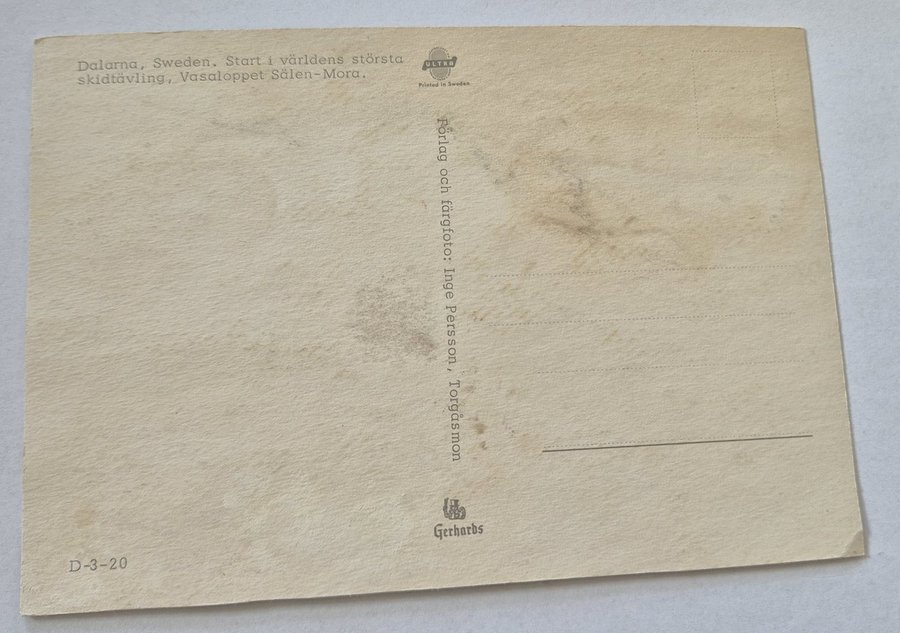 Dalarna, Sweden. Start i världens största
skidtävling, Vasaloppet Sälen-Mora.
ULTRA
Printed in Sweden
Förlag och färgfoto: Inge Persson, Torgåsmon
Gerhards
D-3-20